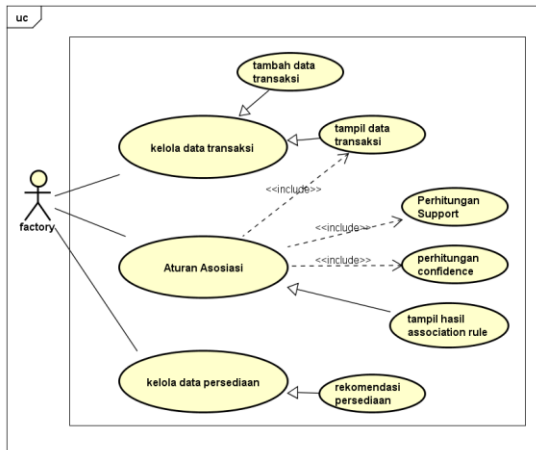 uc
tambah data
transaksi
kelola data transaksi
tampil data
transaksi
<<include>>
Perhitungan
Support
<<include>>
factory
Aturan Asosiasi
<<include>>
perhitungan
confidence
tampil hasil
association rule
kelola data persediaan
rekomendasi
persediaan